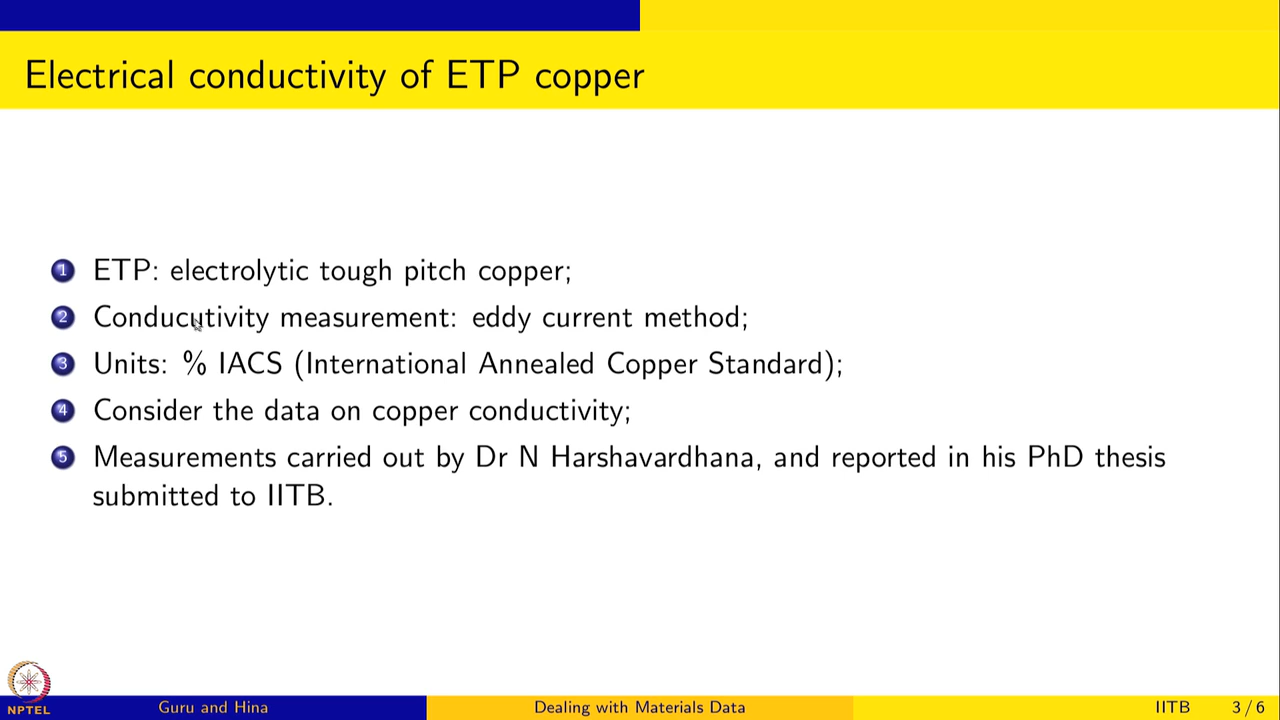 Electrical conductivity of ETP copper
1 ETP: electrolytic tough pitch copper;
2 Conducutivity measurement: eddy current method;
3 Units: % IACS (International Annealed Copper Standard);
4 Consider the data on copper conductivity;
5 Measurements carried out by Dr N Harshavardhana, and reported in his PhD thesis
submitted to IITB.
NPTEL
Guru and Hina
Dealing with Materials Data
IITB
3 / 6